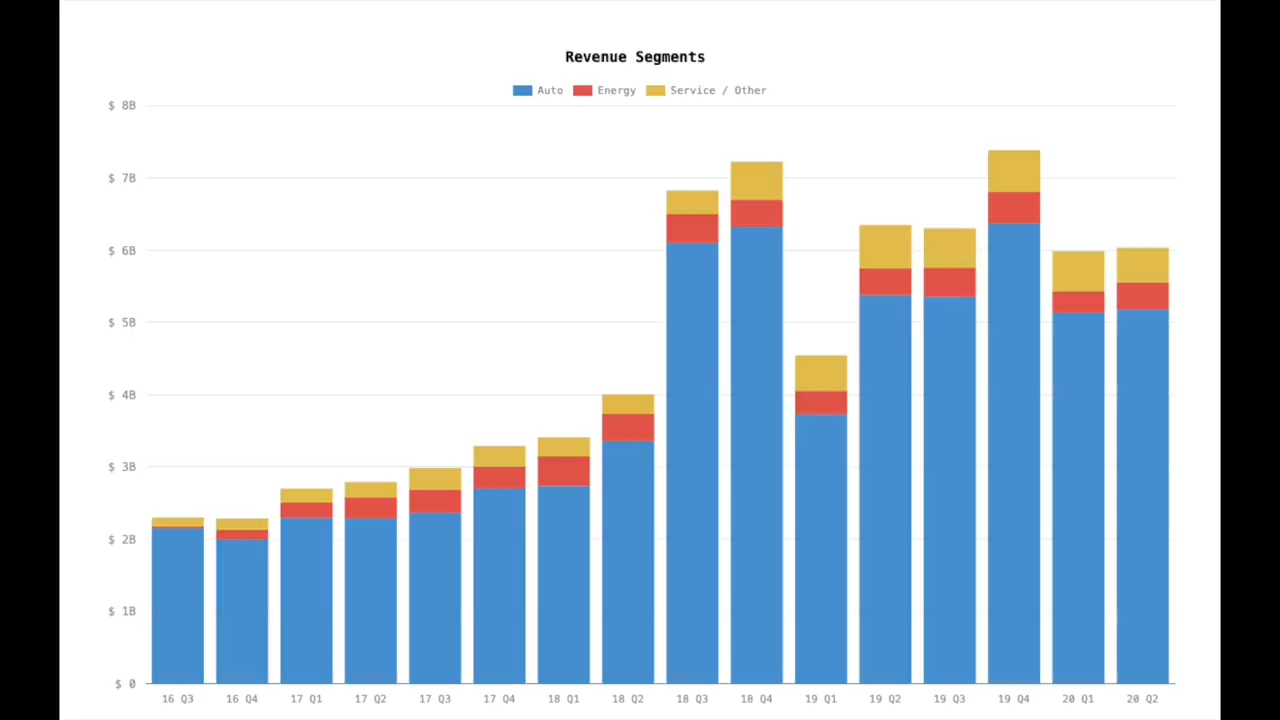 Revenue Segments
Auto Energy Service / Other
$ 8B
$ 7B
$ 6B
$ 5B
$ 4B
$ 3B
$ 2B
$ 1B
$ 0
16 Q3 16 Q4 17 Q1 17 Q2 17 Q3 17 Q4 18 Q1 18 Q2 18 Q3 18 Q4 19 Q1 19 Q2 19 Q3 19 Q4 20 Q1 20 Q2